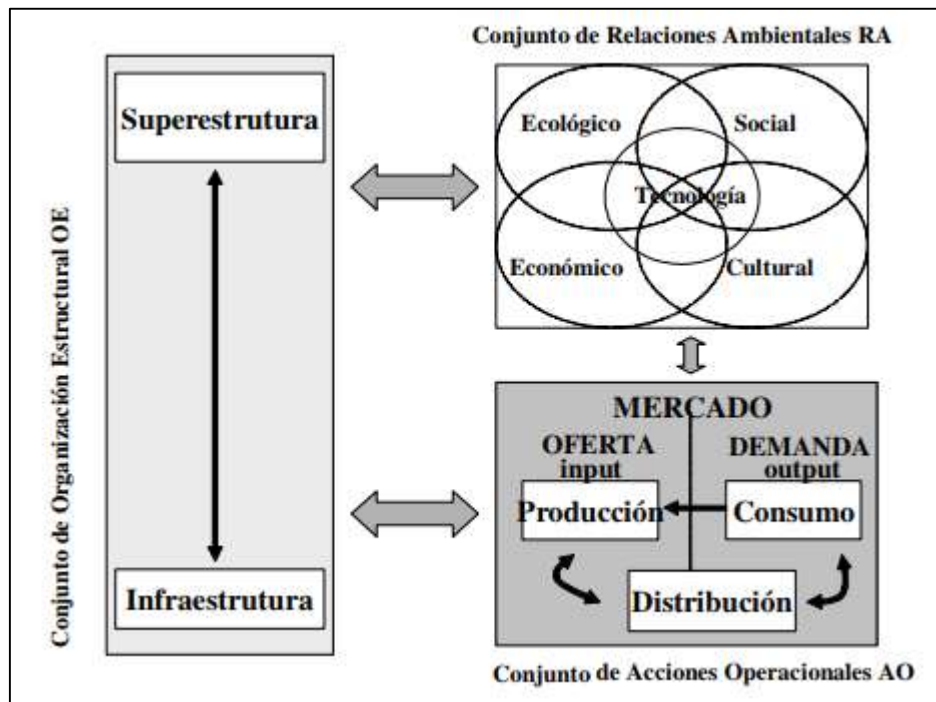 Conjunto de Organización Estructural OE
Superestrutura
Infraestrutura
Conjunto de Relaciones Ambientales RA
Ecológico
Social
Tecnología
Económico
Cultural
MERCADO
OFERTA
input
DEMANDA
output
Producción
Consumo
Distribución
Conjunto de Acciones Operacionales AO